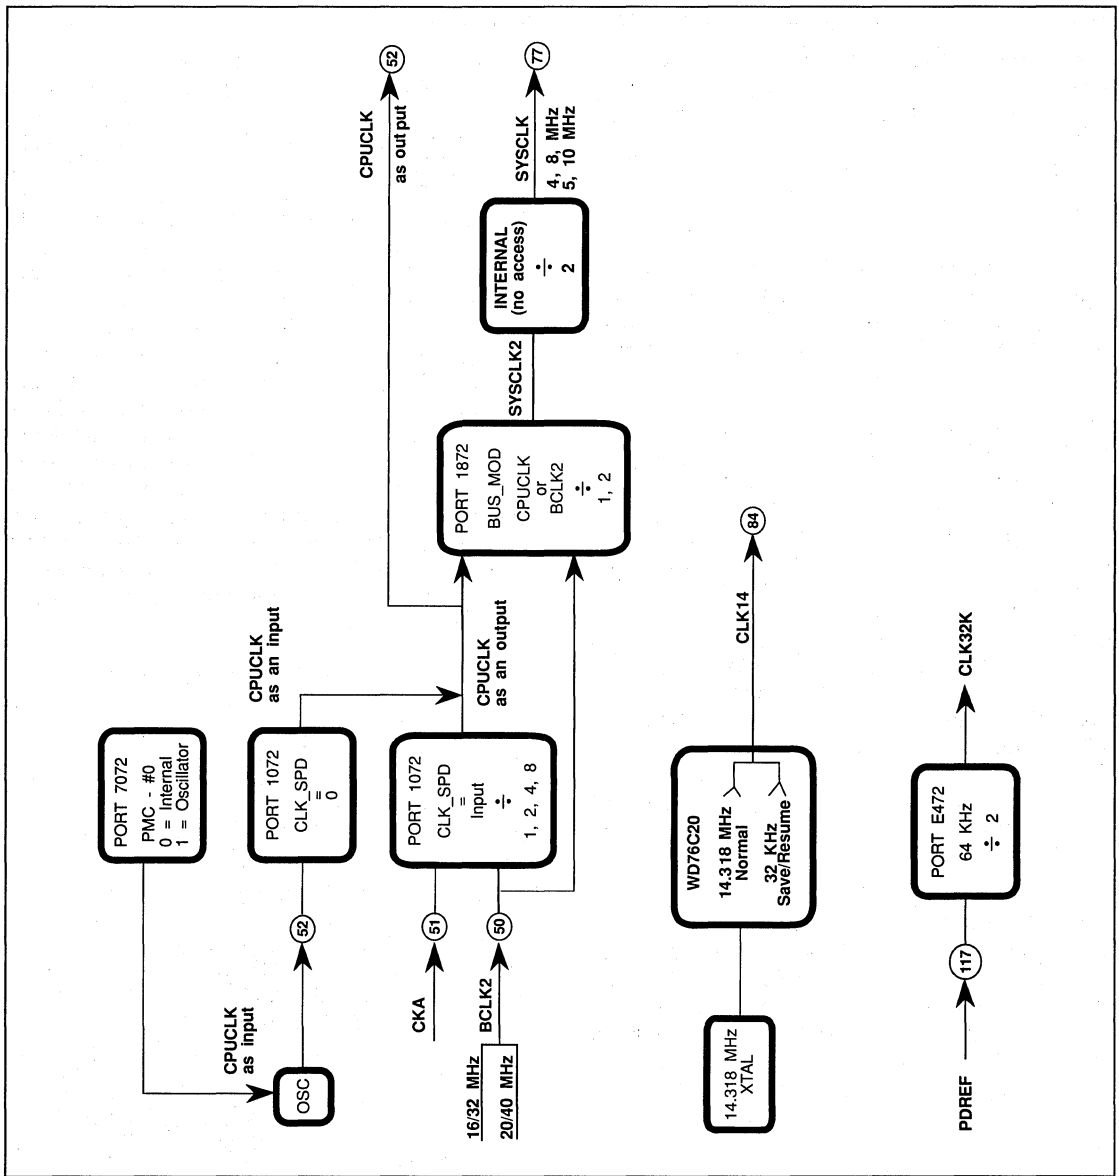 PORT 7072
PMC - #0
0 = Internal
1 = Oscillator
CPUCLK
as input
OSC
52
PORT 1072
CLK_SPD
=
0
CPUCLK
as an input
CKA
51
16/32 MHz
20/40 MHz
BCLK2
50
PORT 1072
CLK_SPD
=
Input
÷
1, 2, 4, 8
CPUCLK
as an output
CPUCLK
as output
52
PORT 1872
BUS_MOD
CPUCLK
or
BCLK2
÷
1, 2
SYSCLK2
INTERNAL
(no access)
÷
2
SYSCLK
4, 8, MHz
5, 10 MHz
77
14.318 MHz
XTAL
WD76C20
14.318 MHz
Normal
32 KHz
Save/Resume
CLK14
84
PDREF
117
PORT E472
64 KHz
÷ 2
CLK32K